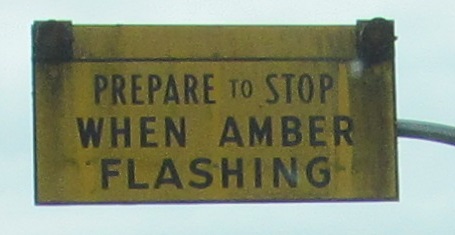 PREPARE TO STOP
WHEN AMBER
FLASHING